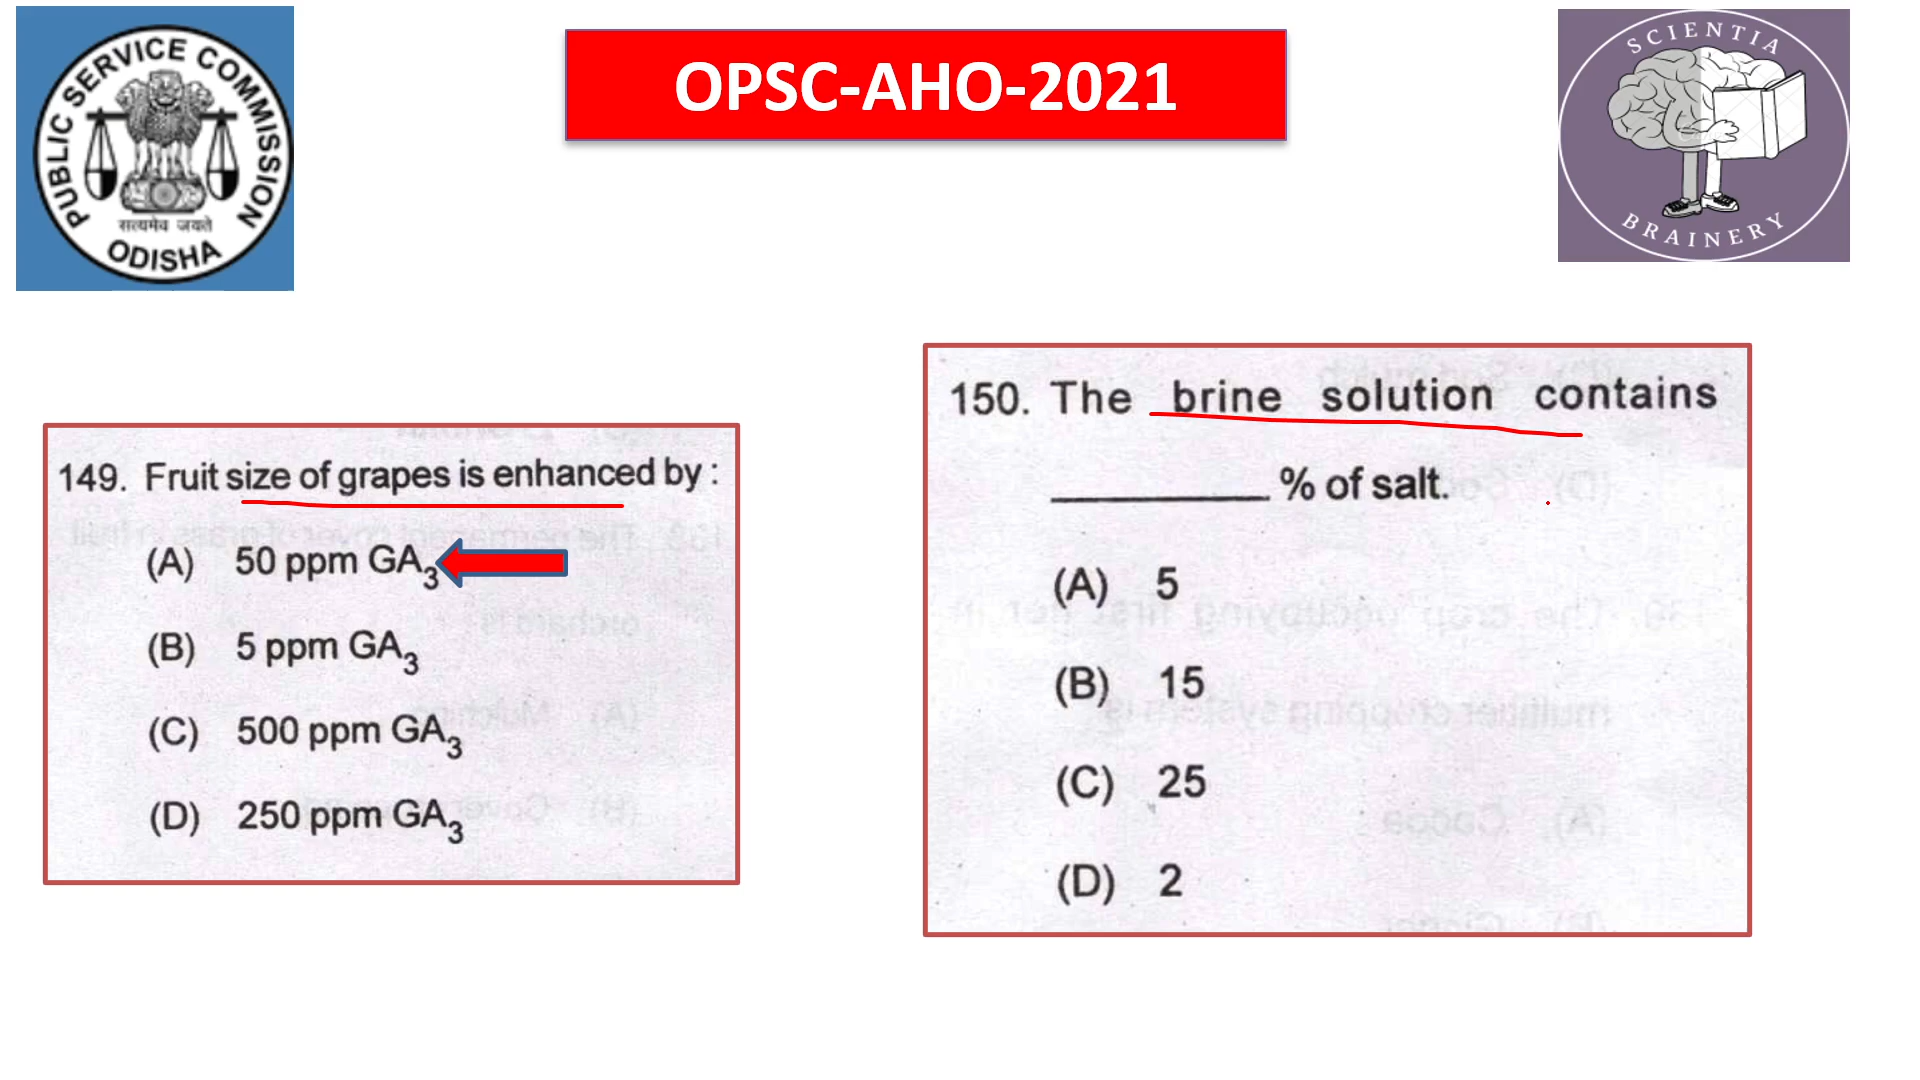 PUBLIC SERVICE COMMISSION
सत्यमेव जयते
ODISHA
OPSC-AHO-2021
SCIENTIA
BRAINERY
149. Fruit size of grapes is enhanced by :
(A) 50 ppm GA₃
(B) 5 ppm GA₃
(C) 500 ppm GA₃
(D) 250 ppm GA₃
150. The brine solution contains
__________ % of salt.
(A) 5
(B) 15
(C) 25
(D) 2